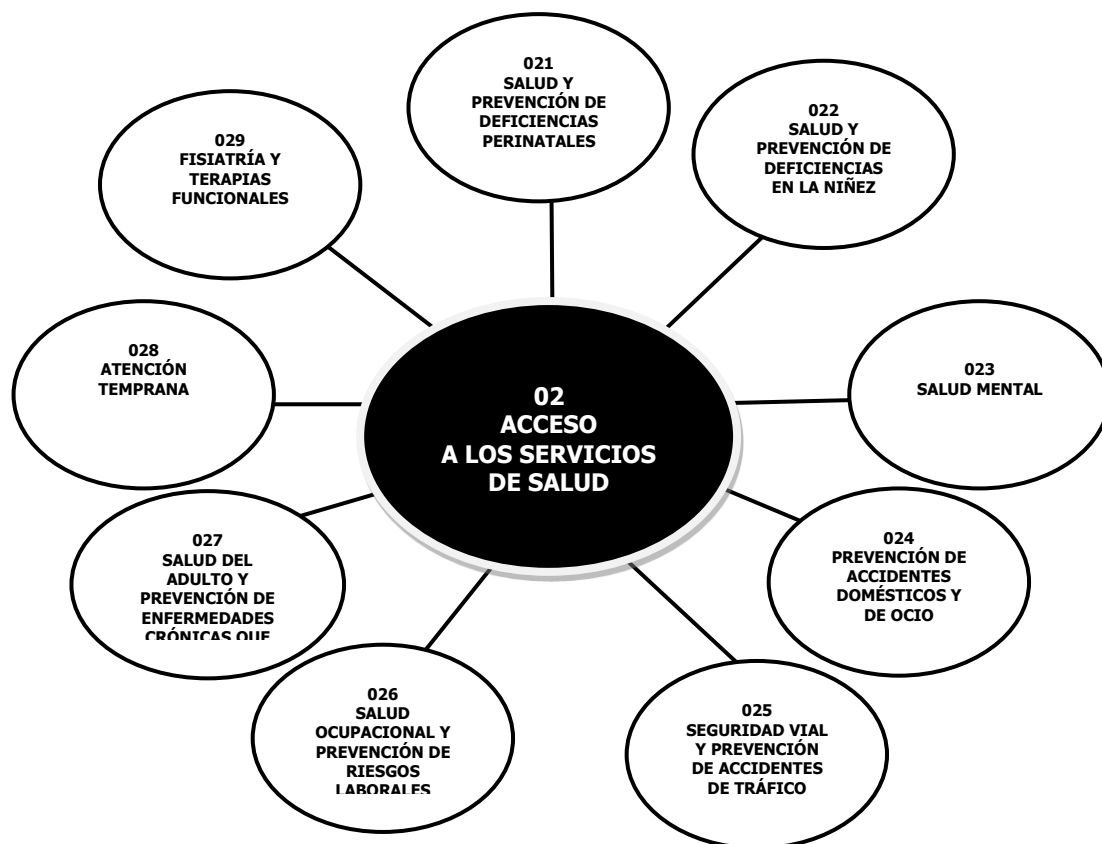 021
SALUD Y
PREVENCIÓN DE
DEFICIENCIAS
PERINATALES
022
SALUD Y
PREVENCIÓN DE
DEFICIENCIAS
EN LA NIÑEZ
029
FISIATRÍA Y
TERAPIAS
FUNCIONALES
028
ATENCIÓN
TEMPRANA
023
SALUD MENTAL
02
ACCESO
A LOS SERVICIOS
DE SALUD
027
SALUD DEL
ADULTO Y
PREVENCIÓN DE
ENFERMEDADES
CRÓNICAS QUE
024
PREVENCIÓN DE
ACCIDENTES
DOMÉSTICOS Y
DE OCIO
026
SALUD
OCUPACIONAL Y
PREVENCIÓN DE
RIESGOS
LABORALES
025
SEGURIDAD VIAL
Y PREVENCIÓN
DE ACCIDENTES
DE TRÁFICO